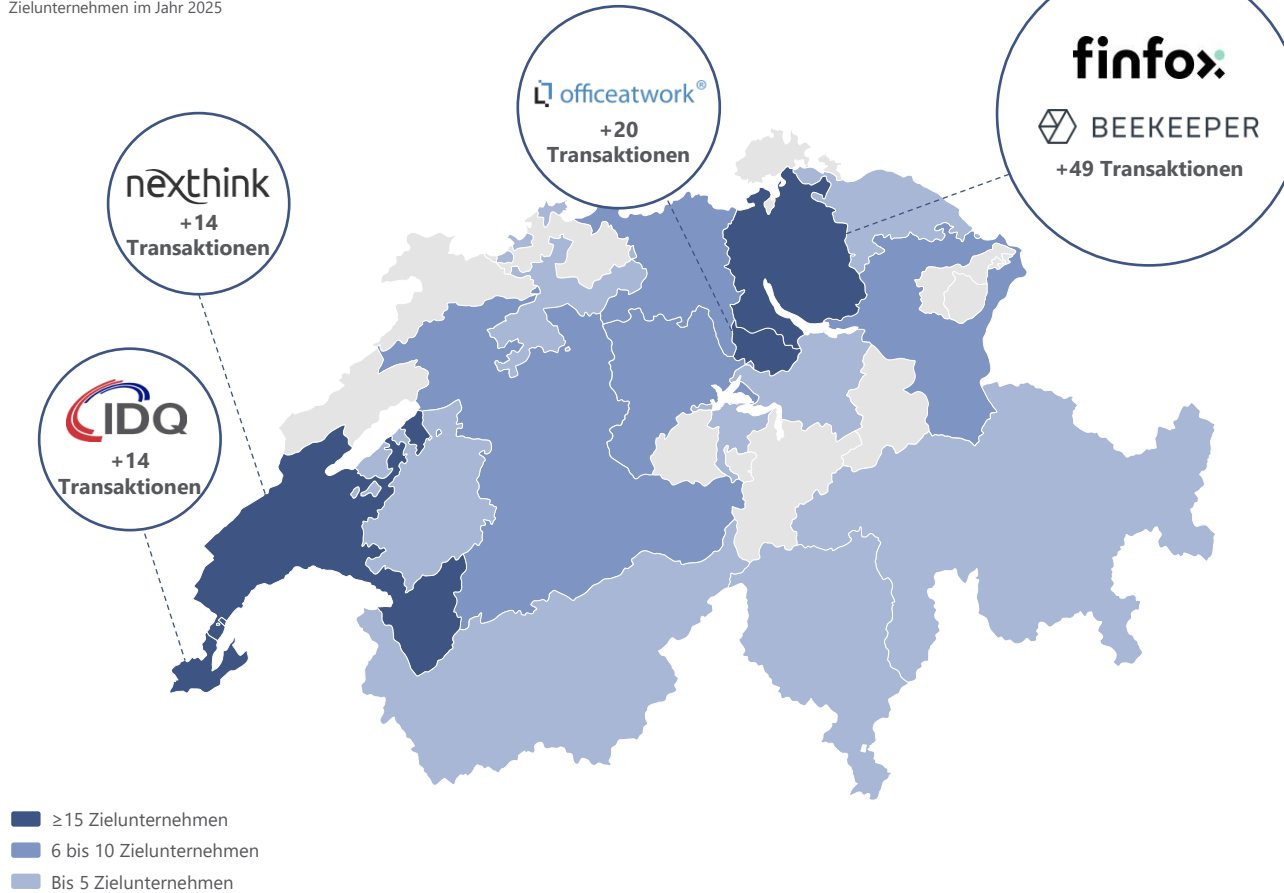 Zielunternehmen im Jahr 2025
finfox
BEEKEEPER
+49 Transaktionen
officeatwork®
+20
Transaktionen
nexthink
+14
Transaktionen
IDQ
+14
Transaktionen
≥15 Zielunternehmen
6 bis 10 Zielunternehmen
Bis 5 Zielunternehmen